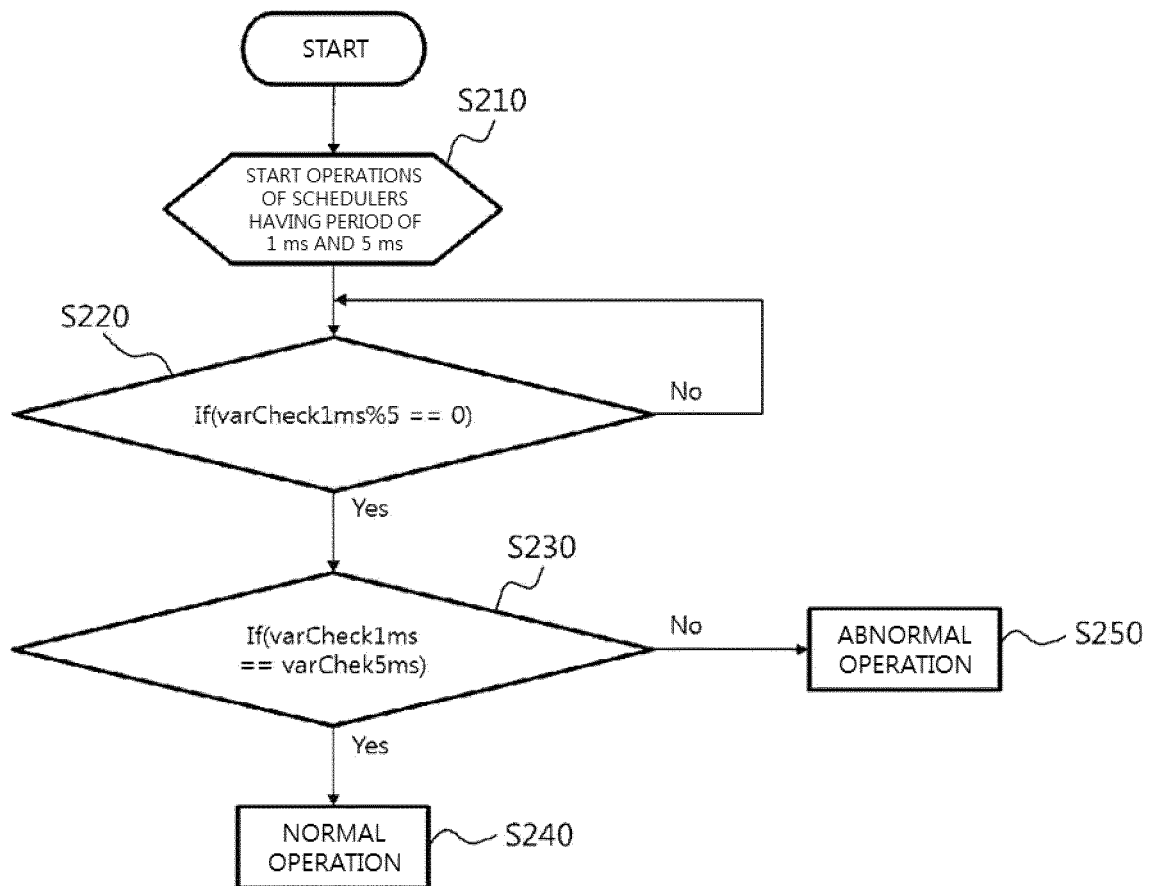 START
S210
START OPERATIONS
OF SCHEDULERS
HAVING PERIOD OF
1 ms AND 5 ms
S220
If(varCheck1ms%5 == 0)
No
Yes
S230
If(varCheck1ms
== varChek5ms)
No
ABNORMAL
OPERATION
S250
Yes
NORMAL
OPERATION
S240